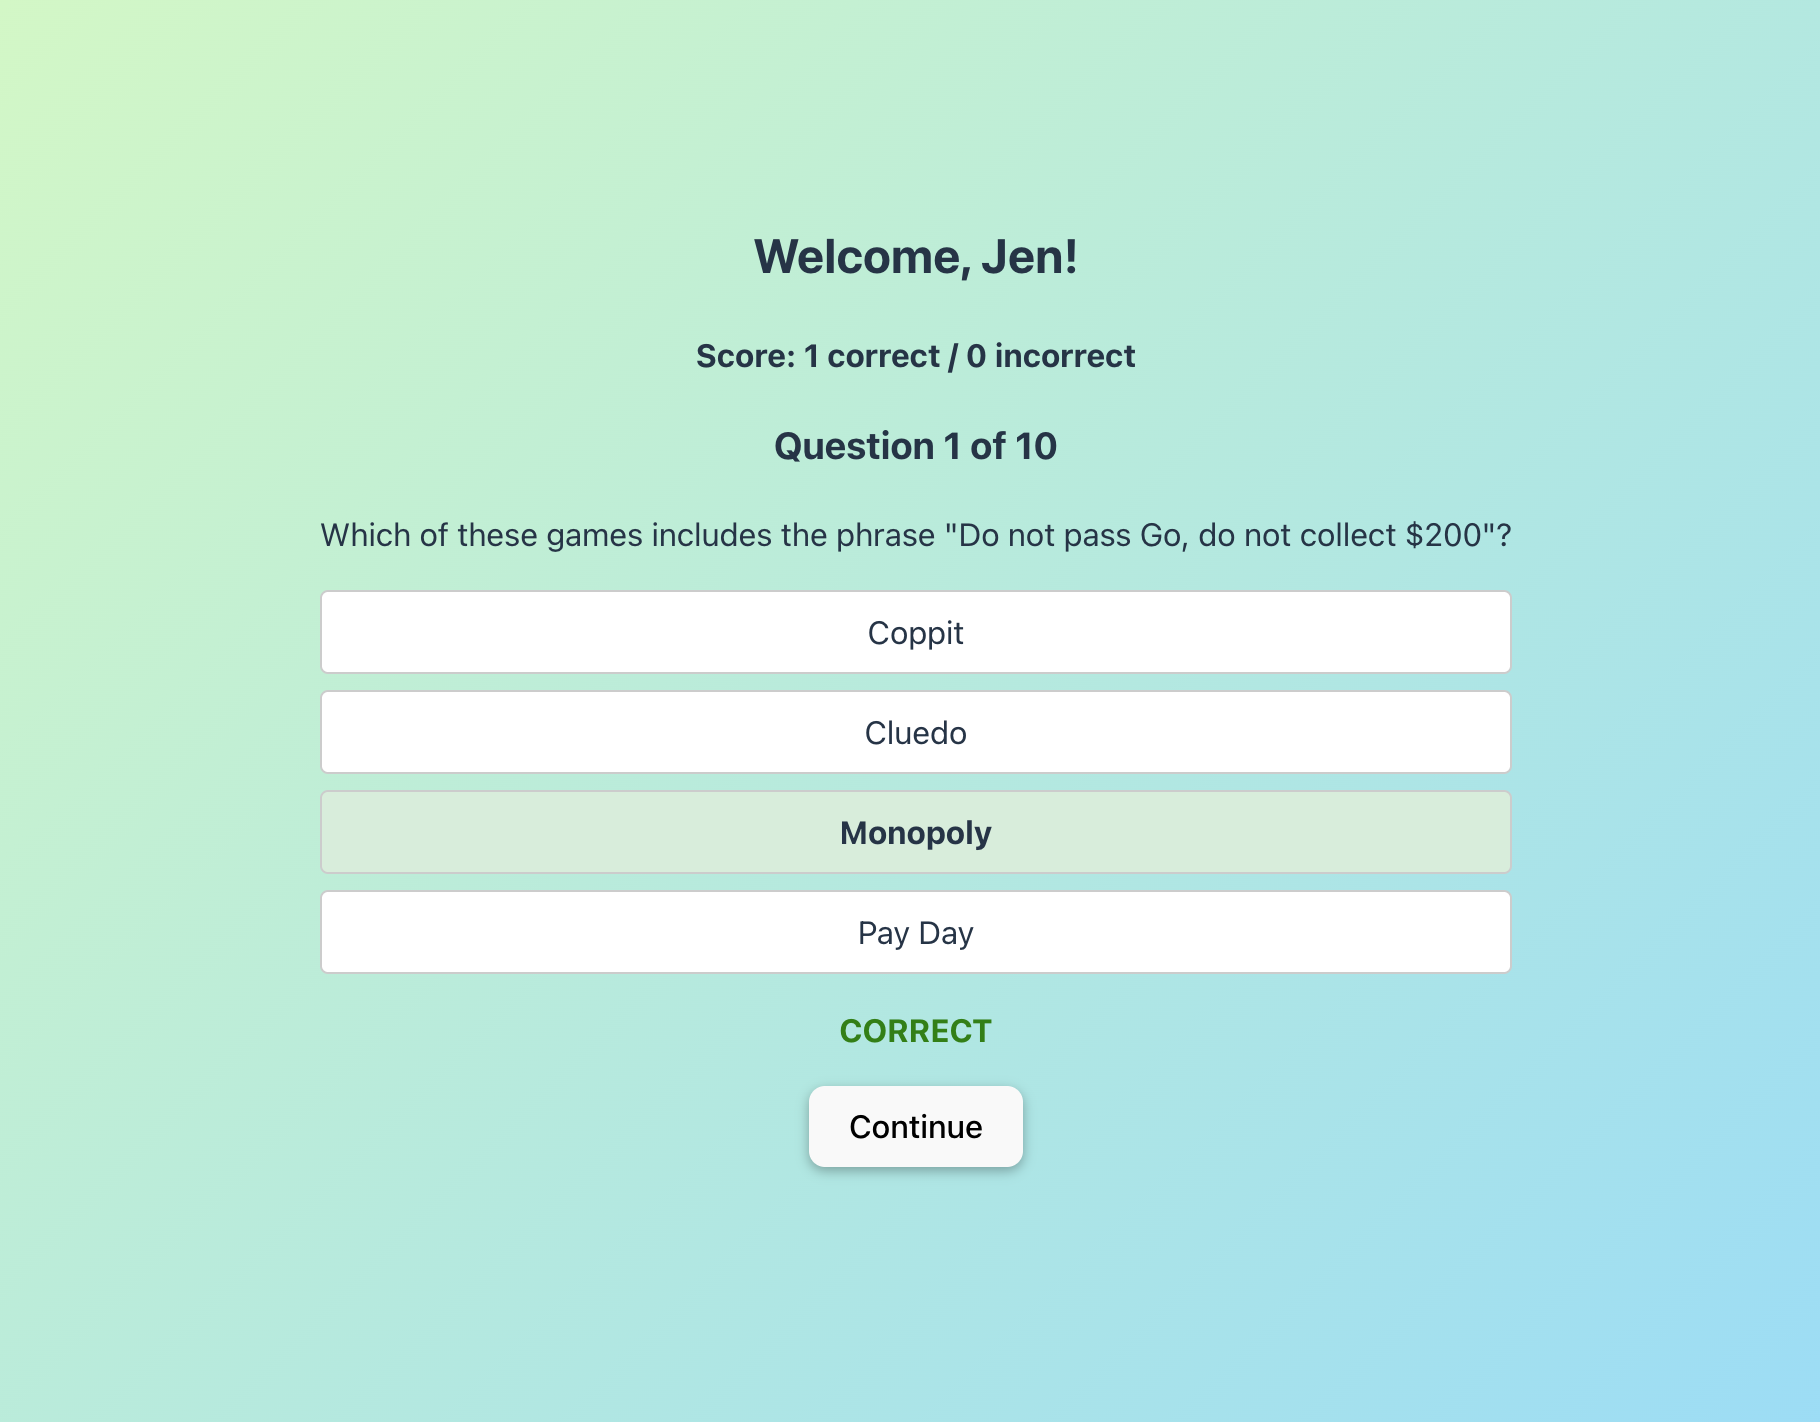 Welcome, Jen!
Score: 1 correct / 0 incorrect
Question 1 of 10
Which of these games includes the phrase "Do not pass Go, do not collect $200"?
Coppit
Cluedo
Monopoly
Pay Day
CORRECT
Continue